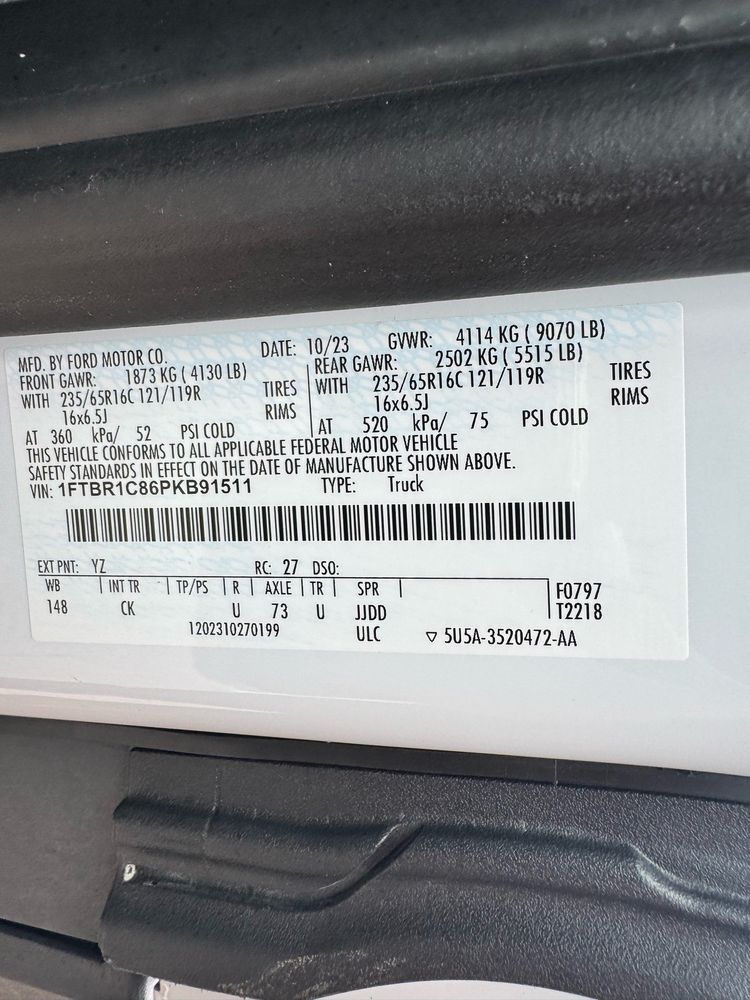 MFD. BY FORD MOTOR CO. DATE: 10/23 GVWR: 4114 KG ( 9070 LB)
FRONT GAWR: 1873 KG ( 4130 LB) REAR GAWR: 2502 KG ( 5515 LB)
WITH 235/65R16C 121/119R TIRES WITH 235/65R16C 121/119R TIRES
16x6.5J RIMS 16x6.5J RIMS
AT 360 kPa/ 52 PSI COLD AT 520 kPa/ 75 PSI COLD
THIS VEHICLE CONFORMS TO ALL APPLICABLE FEDERAL MOTOR VEHICLE
SAFETY STANDARDS IN EFFECT ON THE DATE OF MANUFACTURE SHOWN ABOVE.
VIN: 1FTBR1C86PKB91511 TYPE: Truck
EXT PNT: YZ RC: 27 DSO:
WB INT TR TP/PS R AXLE TR SPR F0797
148 CK U 73 U JJDD T2218
1202310270199 ULC ▽ 5U5A-3520472-AA